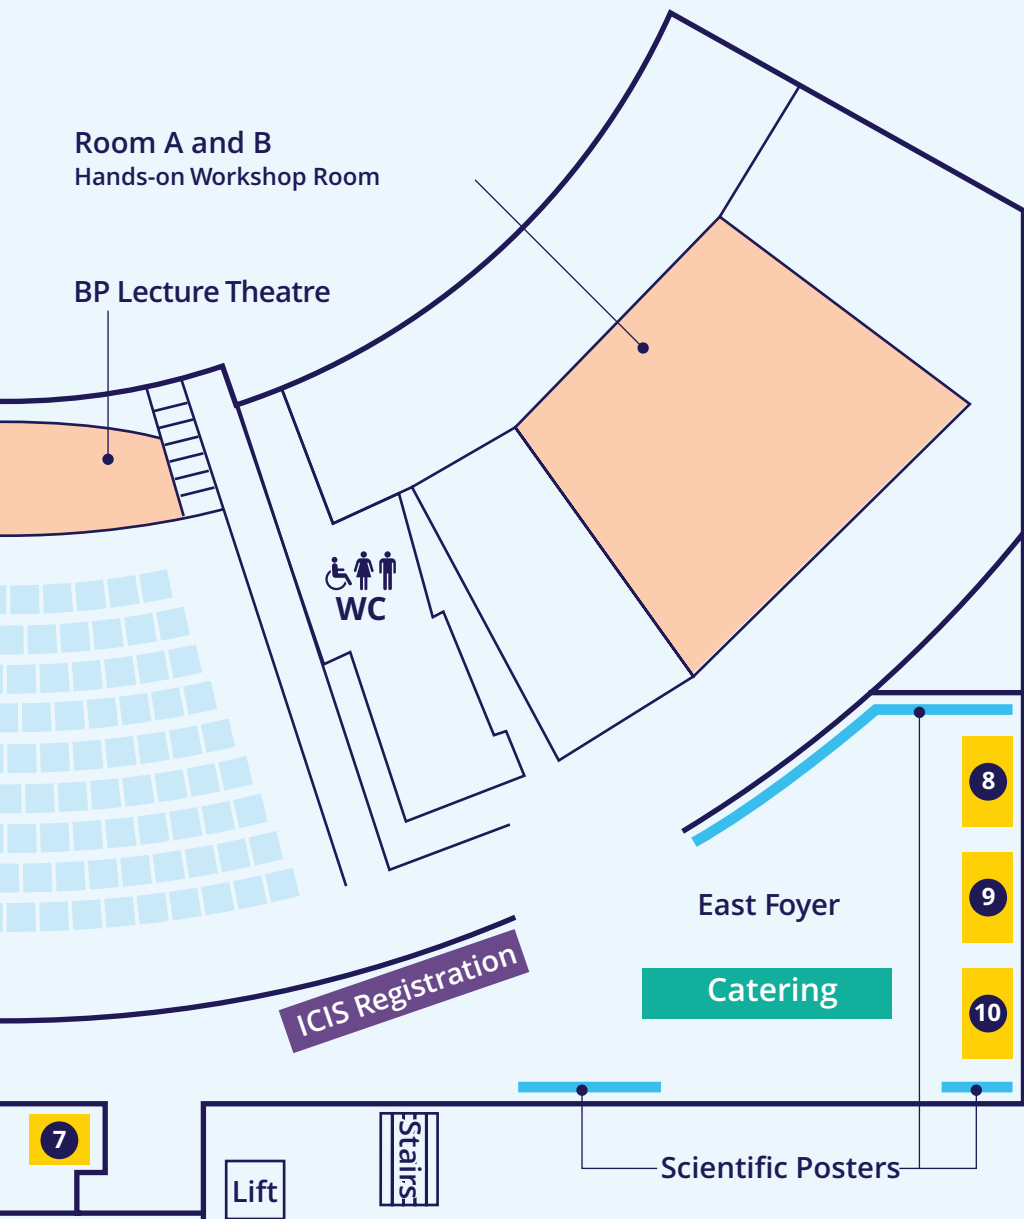 Room A and B
Hands-on Workshop Room
BP Lecture Theatre
WC
8
9
East Foyer
ICIS Registration
Catering
10
7
Stairs
Scientific Posters
Lift